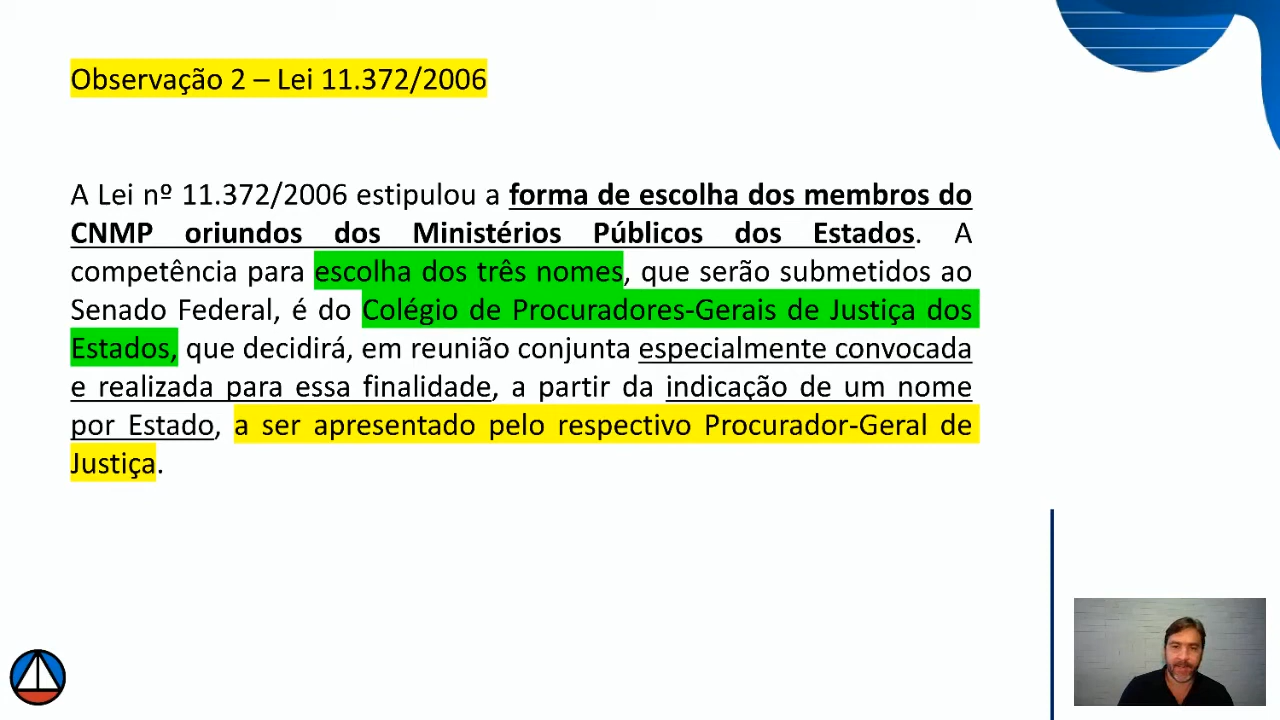 Observação 2 – Lei 11.372/2006
A Lei nº 11.372/2006 estipulou a forma de escolha dos membros do
CNMP oriundos dos Ministérios Públicos dos Estados. A
competência para escolha dos três nomes, que serão submetidos ao
Senado Federal, é do Colégio de Procuradores-Gerais de Justiça dos
Estados, que decidirá, em reunião conjunta especialmente convocada
e realizada para essa finalidade, a partir da indicação de um nome
por Estado, a ser apresentado pelo respectivo Procurador-Geral de
Justiça.